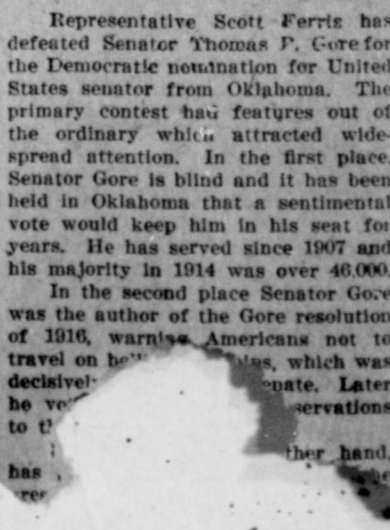 Representative Scott Ferris has
defeated Senator Thomas P. Gore for
the Democratic nomination for United
States senator from Oklahoma. The
primary contest had features out of
the ordinary which attracted wide-
spread attention. In the first place,
Senator Gore is blind and it has been
held in Oklahoma that a sentimental
vote would keep him in his seat for
years. He has served since 1907 and
his majority in 1914 was over 46,000.
In the second place Senator Gore
was the author of the Gore resolution
of 1916, warning Americans not to
travel on which was
Later
he
to
hand,
has